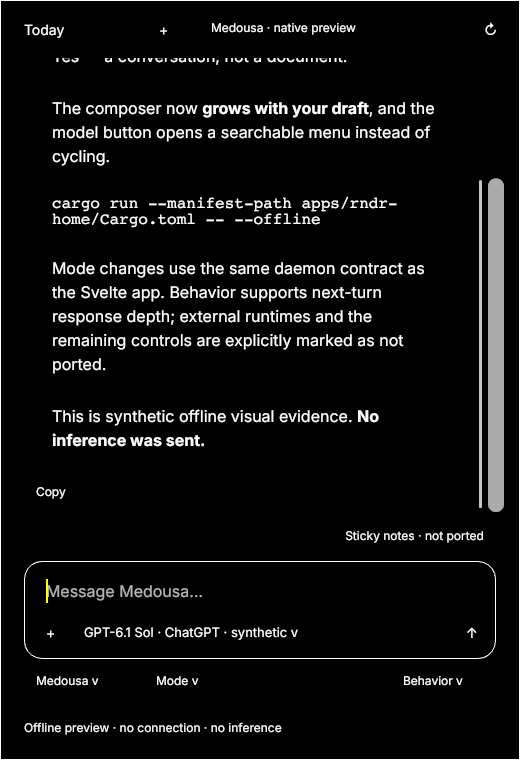 Today + Medousa · native preview ↻
Yes — a conversation, not a document.
The composer now grows with your draft, and the
model button opens a searchable menu instead of
cycling.
cargo run --manifest-path apps/rndr-
home/Cargo.toml -- --offline
Mode changes use the same daemon contract as
the Svelte app. Behavior supports next-turn
response depth; external runtimes and the
remaining controls are explicitly marked as not
ported.
This is synthetic offline visual evidence. No
inference was sent.
Copy
Sticky notes · not ported
Message Medousa...
+ GPT-6.1 Sol · ChatGPT · synthetic v ↑
Medousa v Mode v Behavior v
Offline preview · no connection · no inference